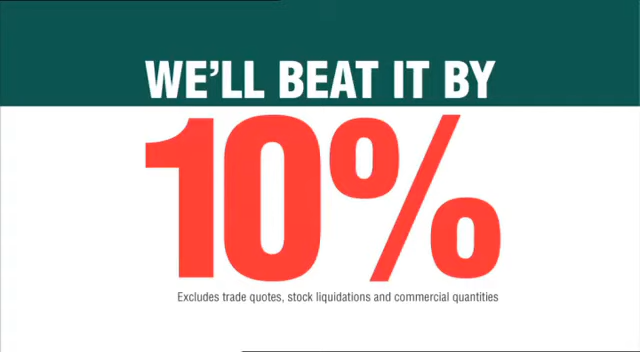 WE'LL BEAT IT BY
10%
Excludes trade quotes, stock liquidations and commercial quantities